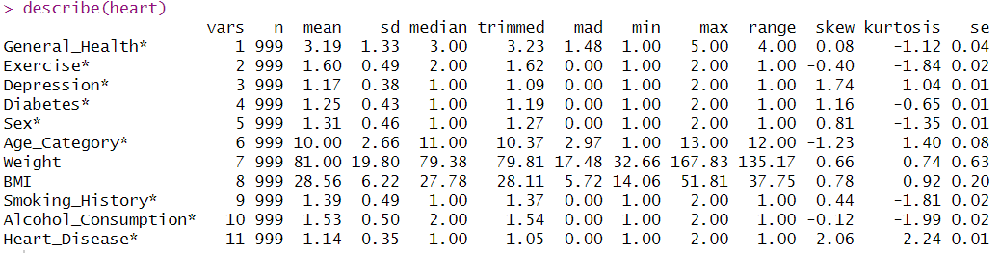 > describe(heart)
vars n mean sd median trimmed mad min max range skew kurtosis se
General_Health* 1 999 3.19 1.33 3.00 3.23 1.48 1.00 5.00 4.00 0.08 -1.12 0.04
Exercise* 2 999 1.60 0.49 2.00 1.62 0.00 1.00 2.00 1.00 -0.40 -1.84 0.02
Depression* 3 999 1.17 0.38 1.00 1.09 0.00 1.00 2.00 1.00 1.74 1.04 0.01
Diabetes* 4 999 1.25 0.43 1.00 1.19 0.00 1.00 2.00 1.00 1.16 -0.65 0.01
Sex* 5 999 1.31 0.46 1.00 1.27 0.00 1.00 2.00 1.00 0.81 -1.35 0.01
Age_Category* 6 999 10.00 2.66 11.00 10.37 2.97 1.00 13.00 12.00 -1.23 1.40 0.08
Weight 7 999 81.00 19.80 79.38 79.81 17.48 32.66 167.83 135.17 0.66 0.74 0.63
BMI 8 999 28.56 6.22 27.78 28.11 5.72 14.06 51.81 37.75 0.78 0.92 0.20
Smoking_History* 9 999 1.39 0.49 1.00 1.37 0.00 1.00 2.00 1.00 0.44 -1.81 0.02
Alcohol_Consumption* 10 999 1.53 0.50 2.00 1.54 0.00 1.00 2.00 1.00 -0.12 -1.99 0.02
Heart_Disease* 11 999 1.14 0.35 1.00 1.05 0.00 1.00 2.00 1.00 2.06 2.24 0.01